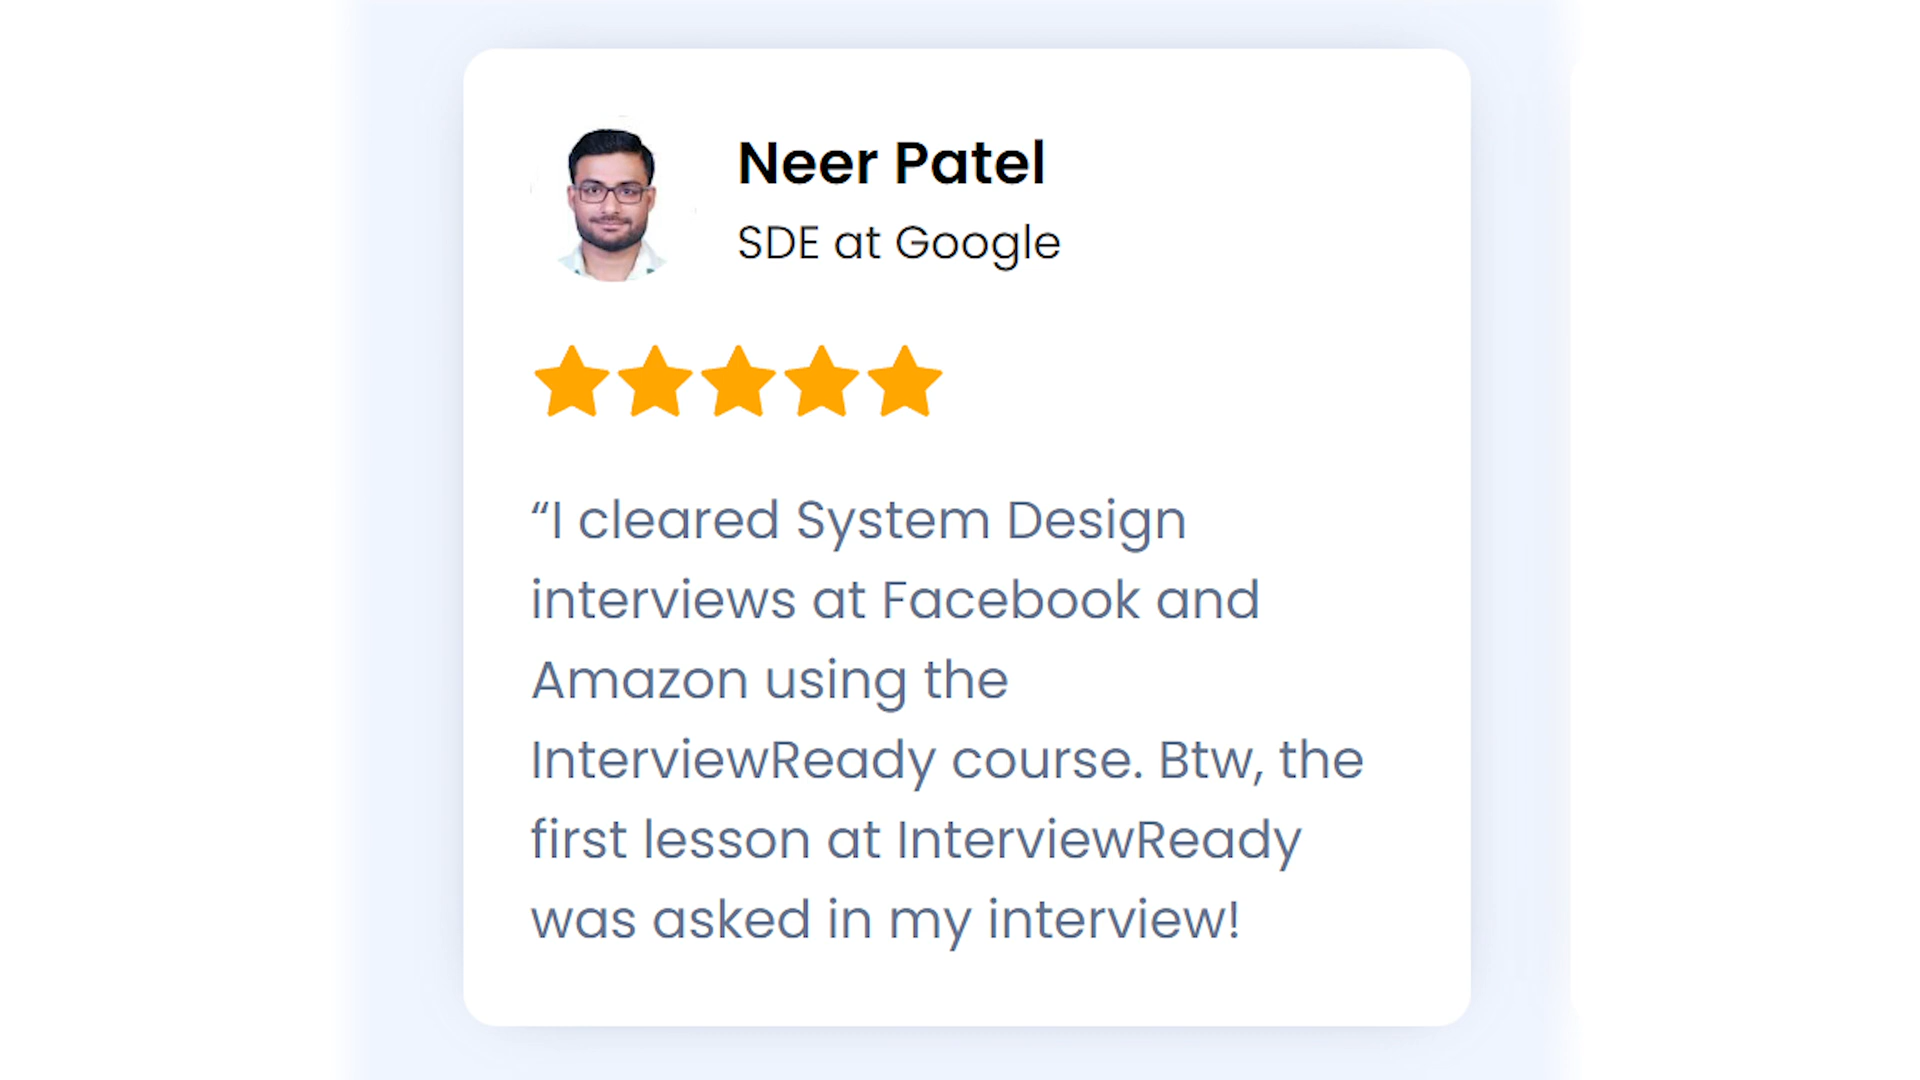 Neer Patel
SDE at Google
“I cleared System Design
interviews at Facebook and
Amazon using the
InterviewReady course. Btw, the
first lesson at InterviewReady
was asked in my interview!